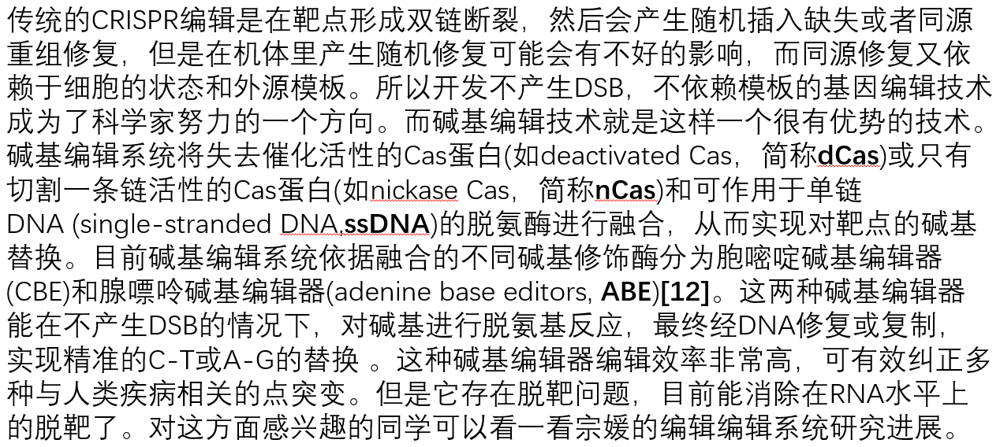 传统的CRISPR编辑是在靶点形成双链断裂，然后会产生随机插入缺失或者同源
重组修复，但是在机体里产生随机修复可能会有不好的影响，而同源修复又依
赖于细胞的状态和外源模板。所以开发不产生DSB，不依赖模板的基因编辑技术
成为了科学家努力的一个方向。而碱基编辑技术就是这样一个很有优势的技术。
碱基编辑系统将失去催化活性的Cas蛋白(如deactivated Cas，简称dCas)或只有
切割一条链活性的Cas蛋白(如nickase Cas，简称nCas)和可作用于单链
DNA (single-stranded DNA,ssDNA)的脱氨酶进行融合，从而实现对靶点的碱基
替换。目前碱基编辑系统依据融合的不同碱基修饰酶分为胞嘧啶碱基编辑器
(CBE)和腺嘌呤碱基编辑器(adenine base editors, ABE)[12]。这两种碱基编辑器
能在不产生DSB的情况下，对碱基进行脱氨基反应，最终经DNA修复或复制，
实现精准的C-T或A-G的替换 。这种碱基编辑器编辑效率非常高，可有效纠正多
种与人类疾病相关的点突变。但是它存在脱靶问题，目前能消除在RNA水平上
的脱靶了。对这方面感兴趣的同学可以看一看宗媛的编辑编辑系统研究进展。